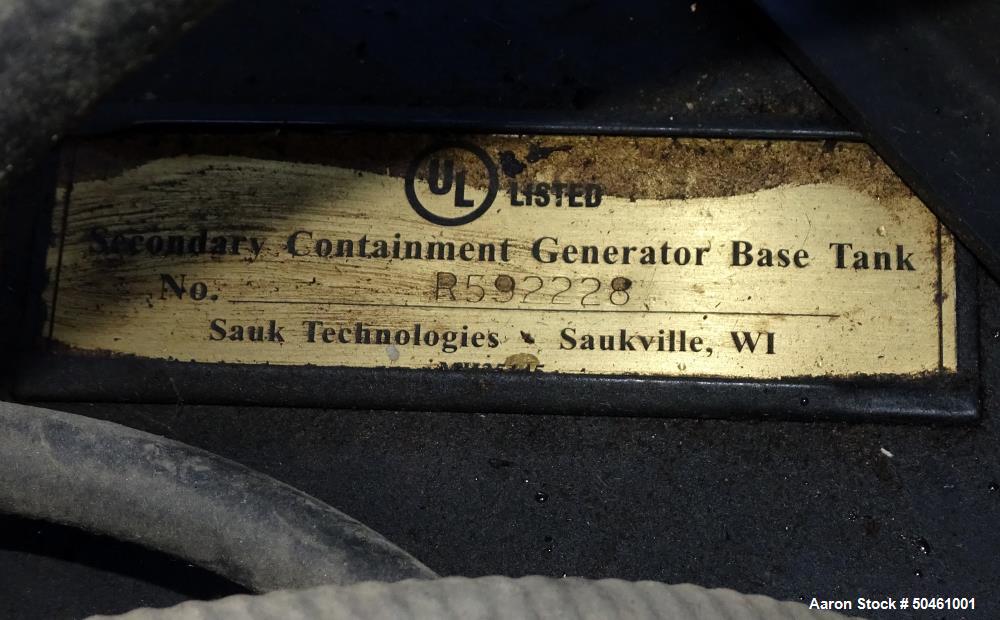 UL LISTED
Secondary Containment Generator Base Tank
No. R592228
Sauk Technologies • Saukville, WI
Aaron Stock # 50461001